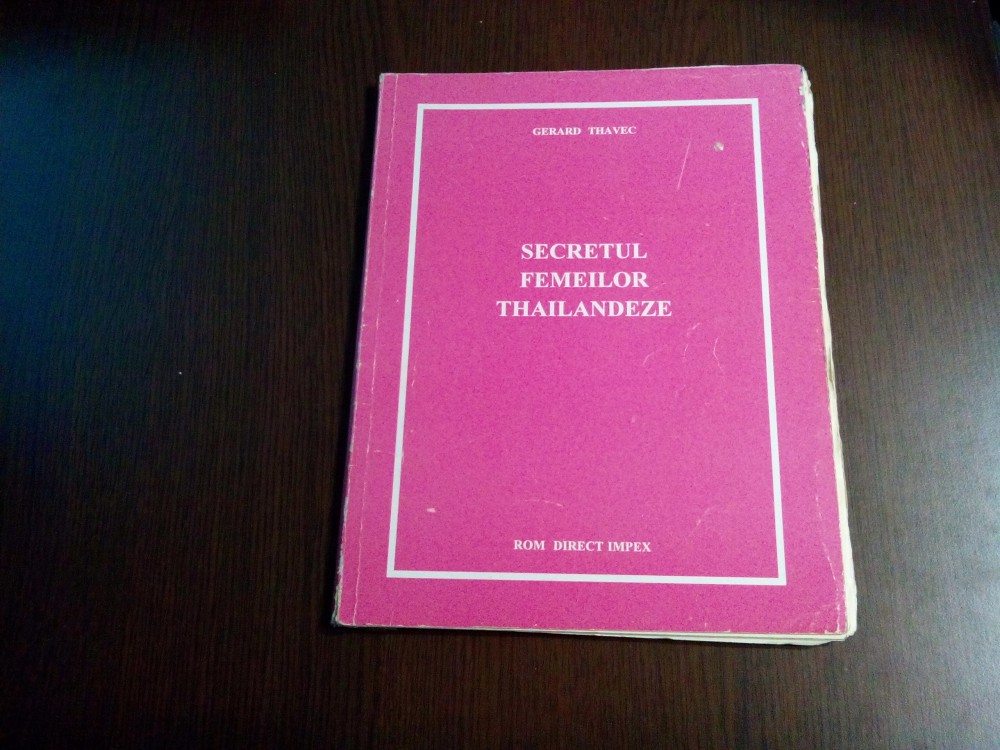 GERARD THAVEC
SECRETUL
FEMEILOR
THAILANDEZE
ROM DIRECT IMPEX